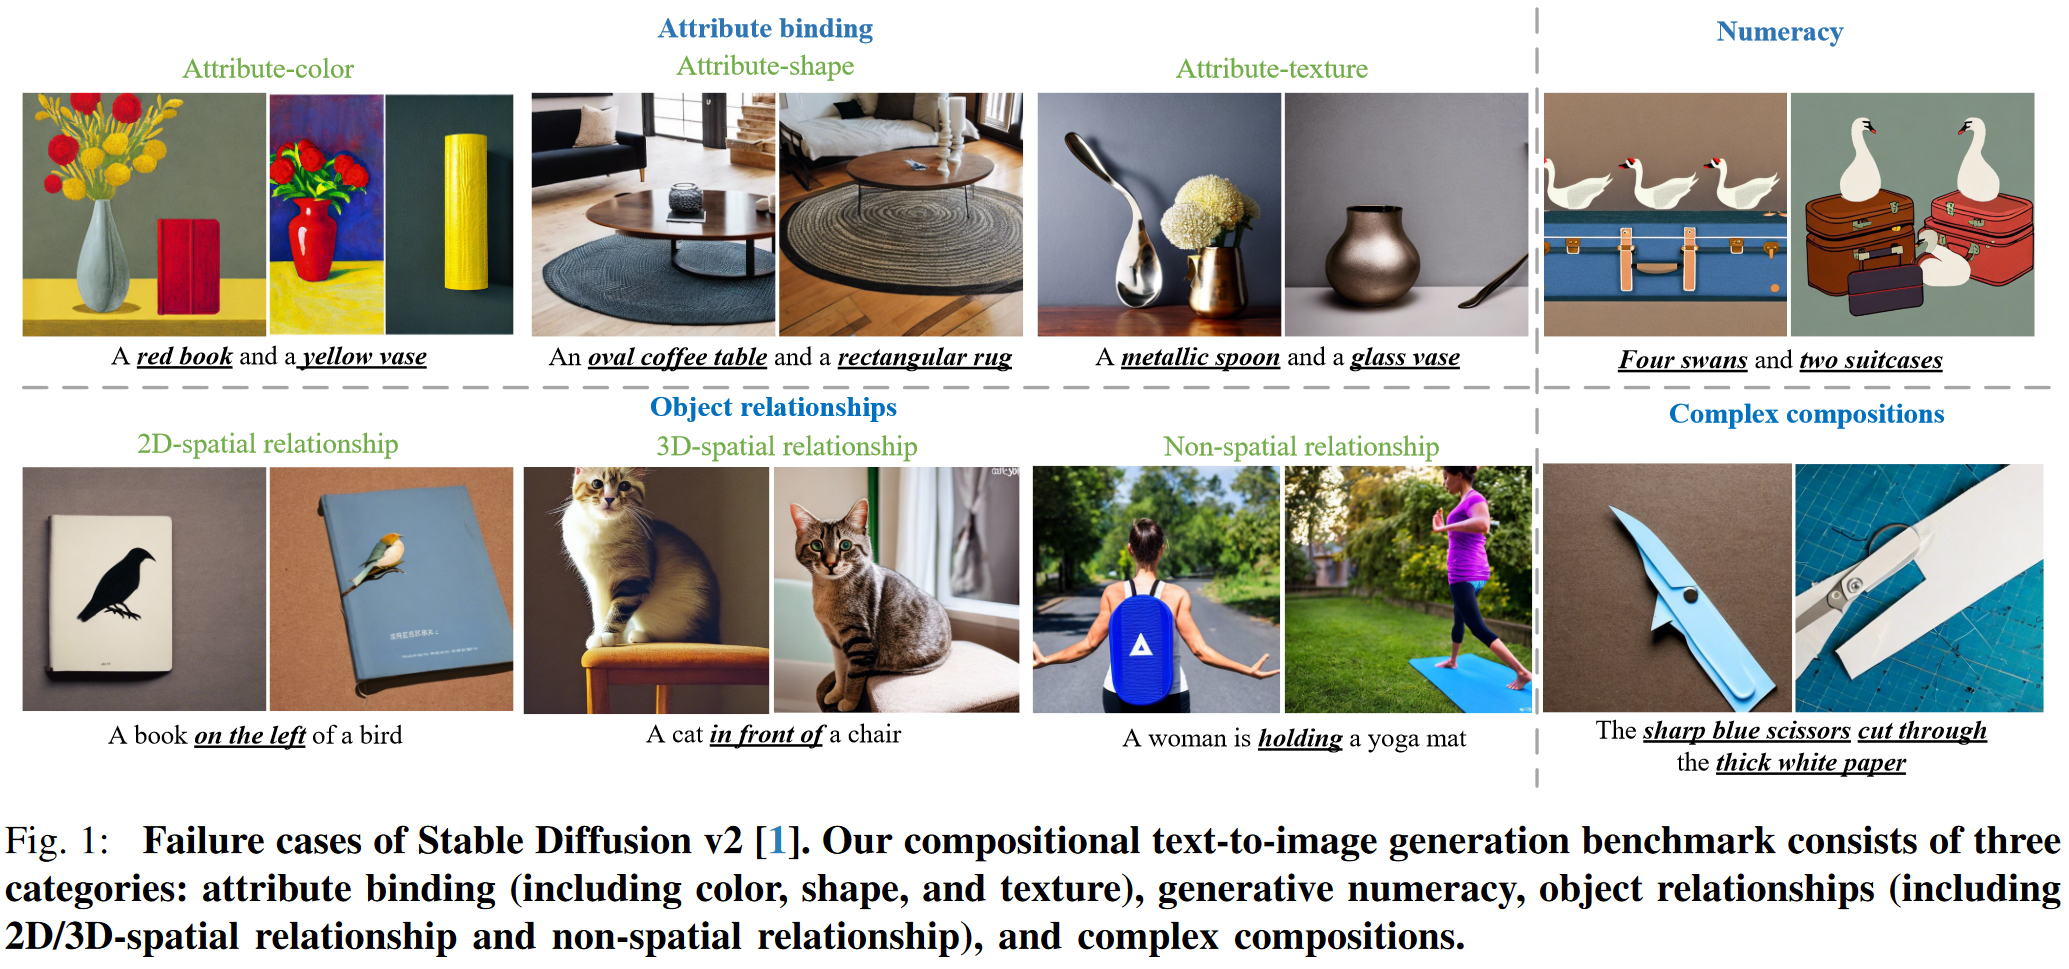 Attribute binding
Numeracy
Attribute-color
Attribute-shape
Attribute-texture
A red book and a yellow vase
An oval coffee table and a rectangular rug
A metallic spoon and a glass vase
Four swans and two suitcases
Object relationships
Complex compositions
2D-spatial relationship
3D-spatial relationship
Non-spatial relationship
A book on the left of a bird
A cat in front of a chair
A woman is holding a yoga mat
The sharp blue scissors cut through
the thick white paper
Fig. 1: Failure cases of Stable Diffusion v2 [1]. Our compositional text-to-image generation benchmark consists of three
categories: attribute binding (including color, shape, and texture), generative numeracy, object relationships (including
2D/3D-spatial relationship and non-spatial relationship), and complex compositions.